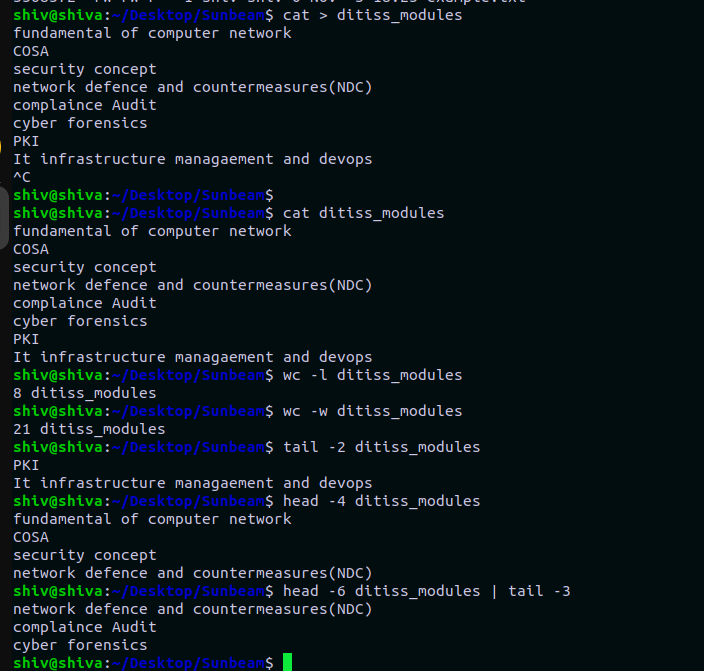 shiv@shiva:~/Desktop/Sunbeam$ cat > ditiss_modules
fundamental of computer network
COSA
security concept
network defence and countermeasures(NDC)
complaince Audit
cyber forensics
PKI
It infrastructure managaement and devops
^C
shiv@shiva:~/Desktop/Sunbeam$
shiv@shiva:~/Desktop/Sunbeam$ cat ditiss_modules
fundamental of computer network
COSA
security concept
network defence and countermeasures(NDC)
complaince Audit
cyber forensics
PKI
It infrastructure managaement and devops
shiv@shiva:~/Desktop/Sunbeam$ wc -l ditiss_modules
8 ditiss_modules
shiv@shiva:~/Desktop/Sunbeam$ wc -w ditiss_modules
21 ditiss_modules
shiv@shiva:~/Desktop/Sunbeam$ tail -2 ditiss_modules
PKI
It infrastructure managaement and devops
shiv@shiva:~/Desktop/Sunbeam$ head -4 ditiss_modules
fundamental of computer network
COSA
security concept
network defence and countermeasures(NDC)
shiv@shiva:~/Desktop/Sunbeam$ head -6 ditiss_modules | tail -3
network defence and countermeasures(NDC)
complaince Audit
cyber forensics
shiv@shiva:~/Desktop/Sunbeam$